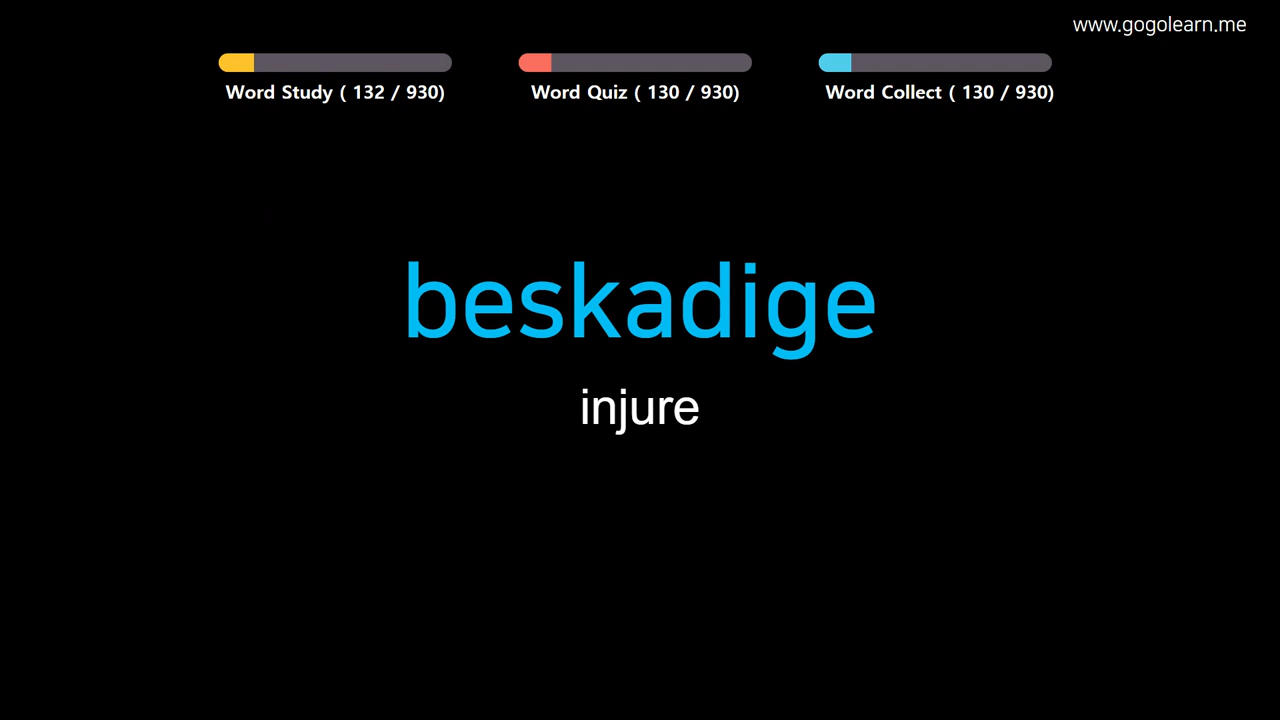 www.gogolearn.me
Word Study ( 132 / 930)
Word Quiz ( 130 / 930)
Word Collect ( 130 / 930)
beskadige
injure